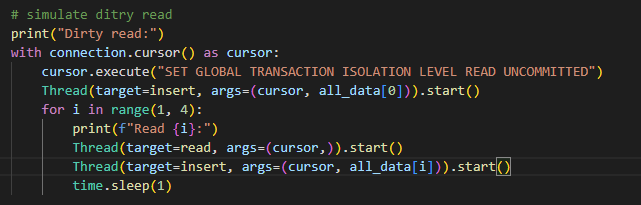 # simulate ditry read
print("Dirty read:")
with connection.cursor() as cursor:
    cursor.execute("SET GLOBAL TRANSACTION ISOLATION LEVEL READ UNCOMMITTED")
    Thread(target=insert, args=(cursor, all_data[0])).start()
    for i in range(1, 4):
        print(f"Read {i}:")
        Thread(target=read, args=(cursor,)).start()
        Thread(target=insert, args=(cursor, all_data[i])).start()
        time.sleep(1)